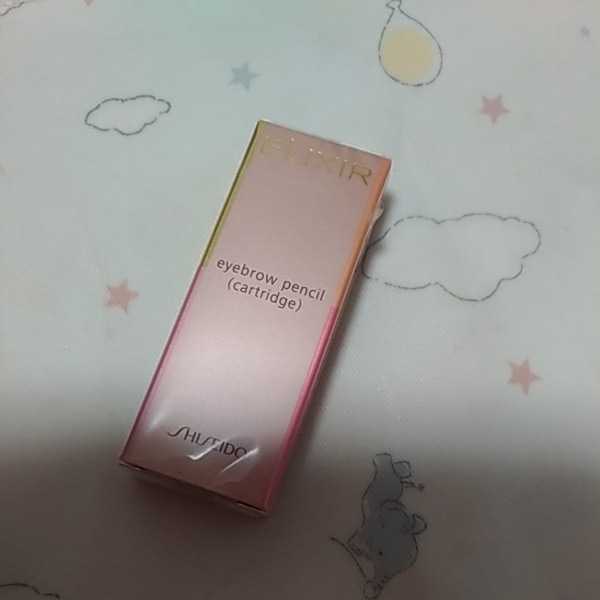 ELIXIR
eyebrow pencil
(cartridge)
SHISEIDO